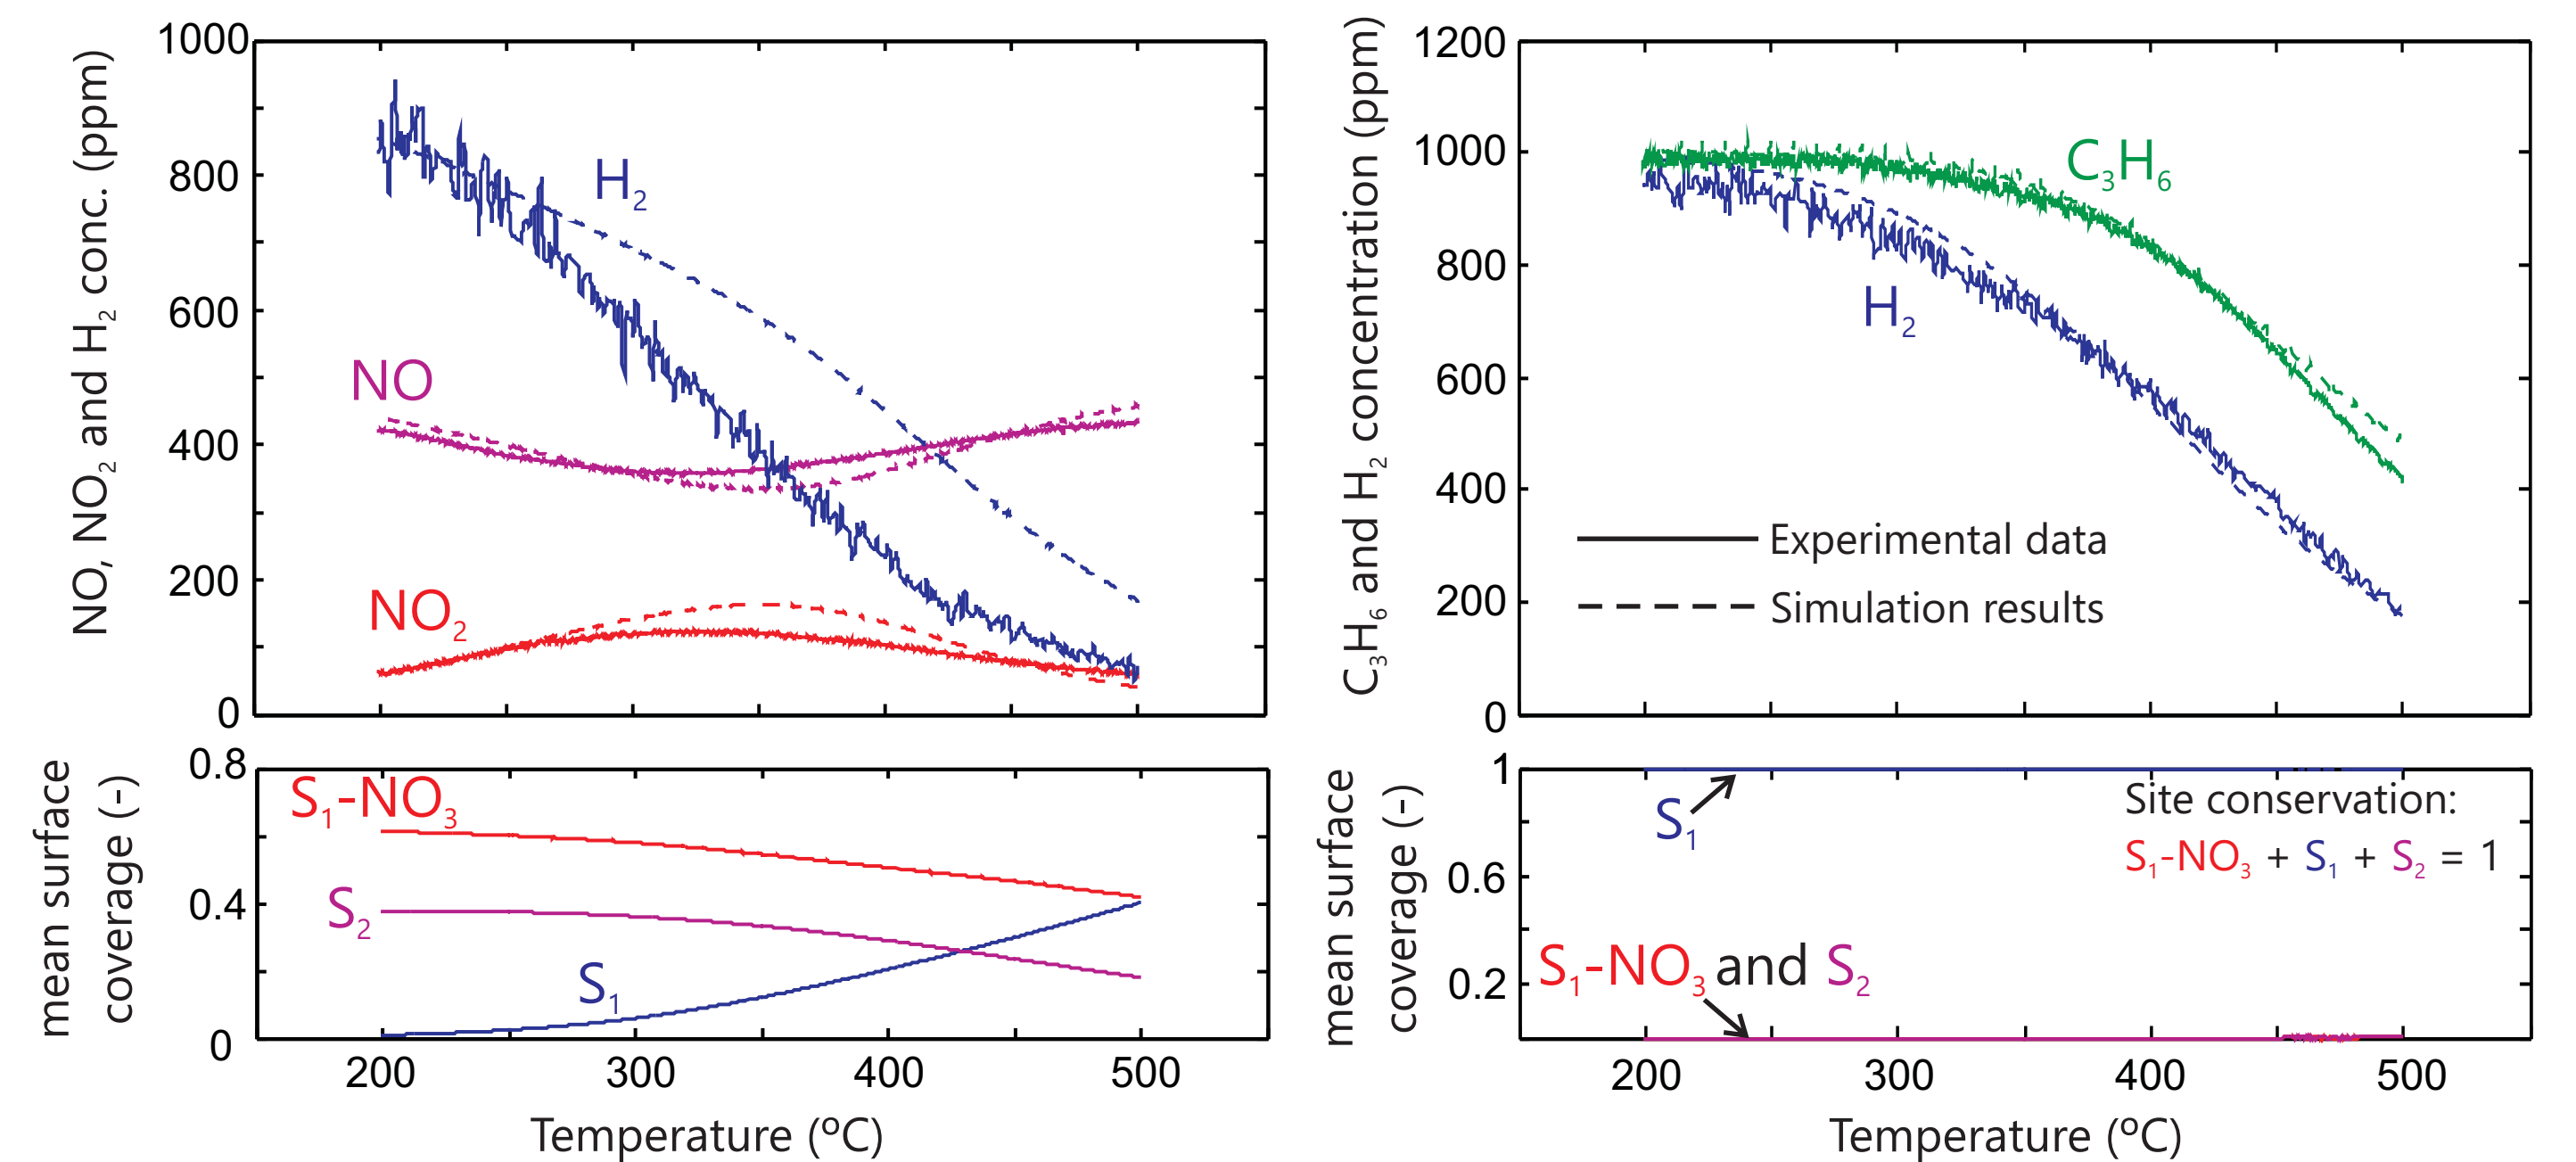 NO, NO2 and H2 conc. (ppm)
1000
800
600
400
200
0
H2
NO
NO2
C3H6 and H2 concentration (ppm)
1200
1000
800
600
400
200
0
C3H6
H2
Experimental data
Simulation results
mean surface
coverage (-)
0.8
0.4
0
S1-NO3
S2
S1
200 300 400 500
Temperature (ºC)
mean surface
coverage (-)
1
0.6
0.2
S1
Site conservation:
S1-NO3 + S1 + S2 = 1
S1-NO3 and S2
200 300 400 500
Temperature (ºC)